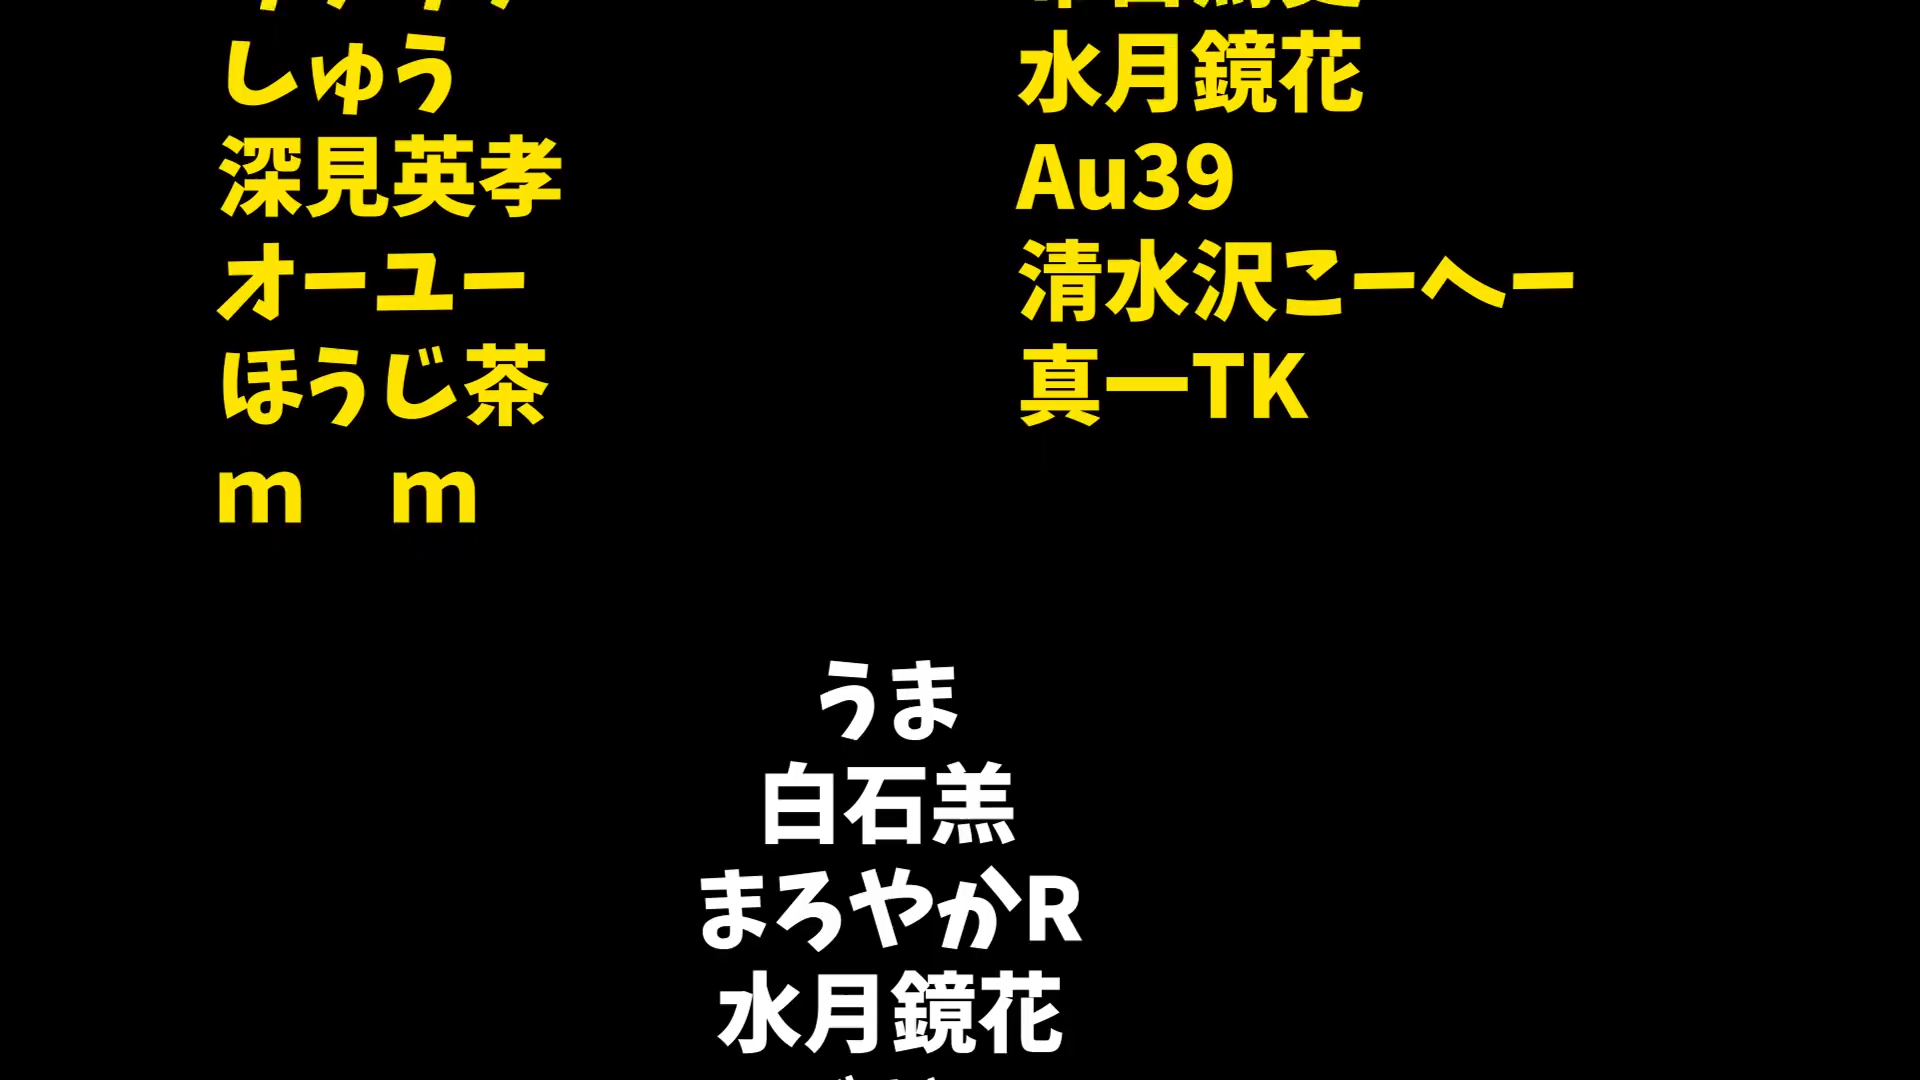 しゅう
深見英孝
オーユー
ほうじ茶
ｍ　ｍ
水月鏡花
Au39
清水沢こーへー
真一TK
うま
白石羔
まろやかR
水月鏡花